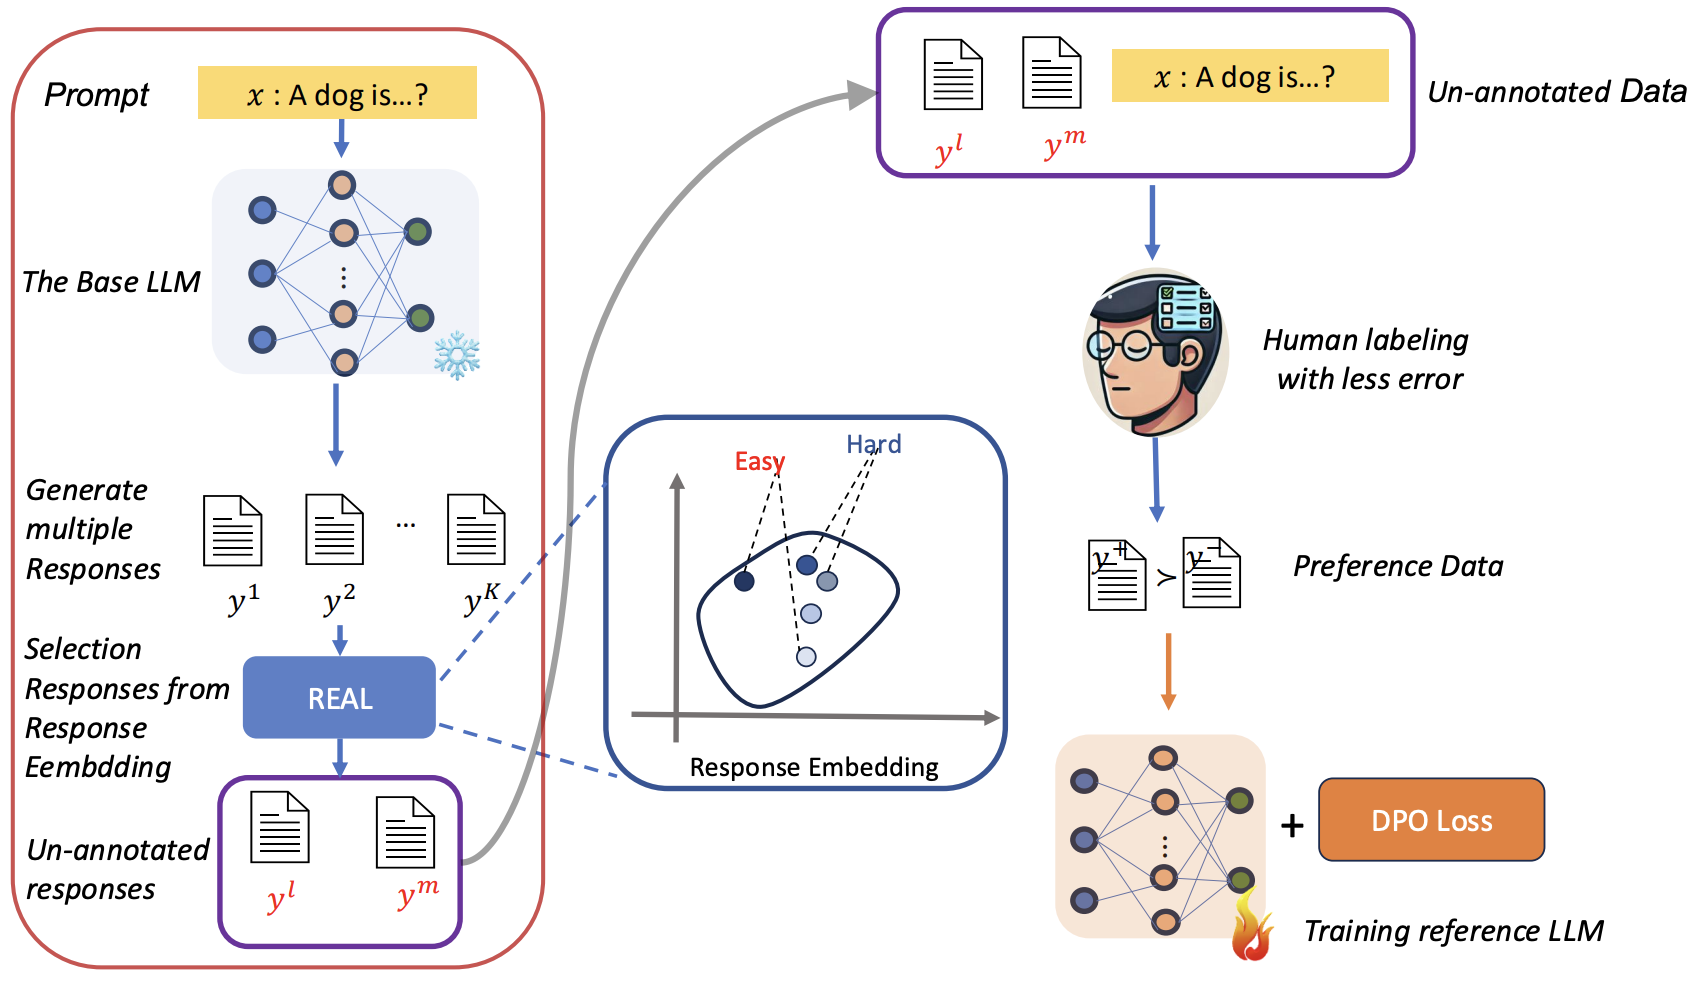 Prompt
x : A dog is...?
The Base LLM
Generate
multiple
Responses
...
y^1
y^2
y^K
Selection
Responses from
Response
Eembdding
REAL
Un-annotated
responses
y^l
y^m
Easy
Hard
Response Embedding
x : A dog is...?
y^l
y^m
Un-annotated Data
Human labeling
with less error
y^+ ≻ y^-
Preference Data
+
DPO Loss
Training reference LLM